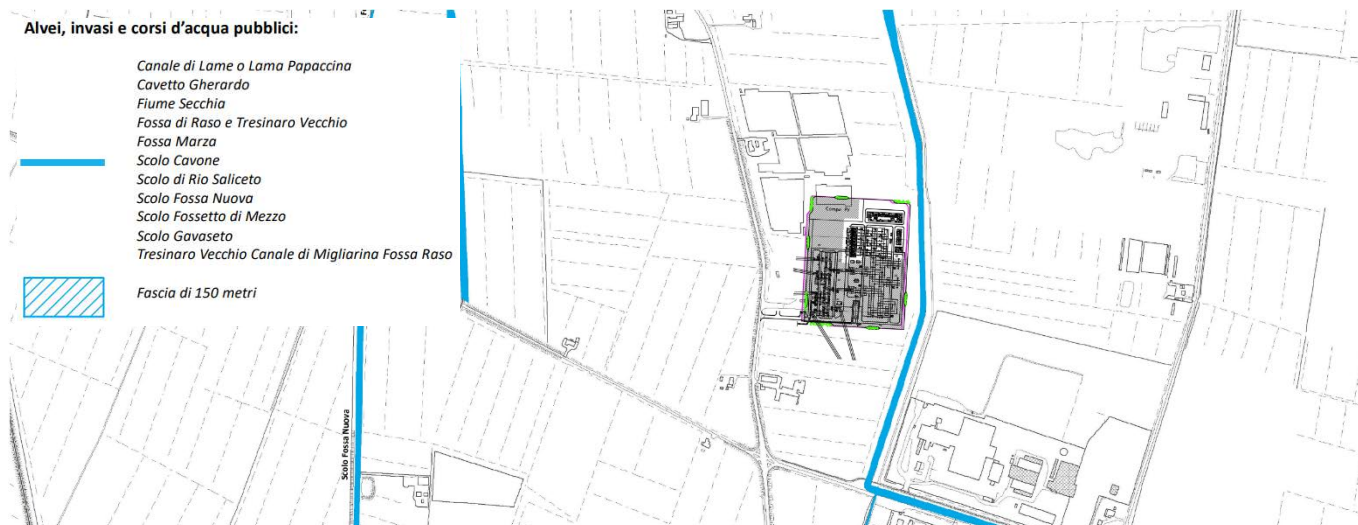 Alvei, invasi e corsi d'acqua pubblici:
Canale di Lame o Lama Papaccina
Cavetto Gherardo
Fiume Secchia
Fossa di Raso e Tresinaro Vecchio
Fossa Marza
Scolo Cavone
Scolo di Rio Saliceto
Scolo Fossa Nuova
Scolo Fossetto di Mezzo
Scolo Gavaseto
Tresinaro Vecchio Canale di Migliarina Fossa Raso
Fascia di 150 metri
Scolo Fossa Nuova